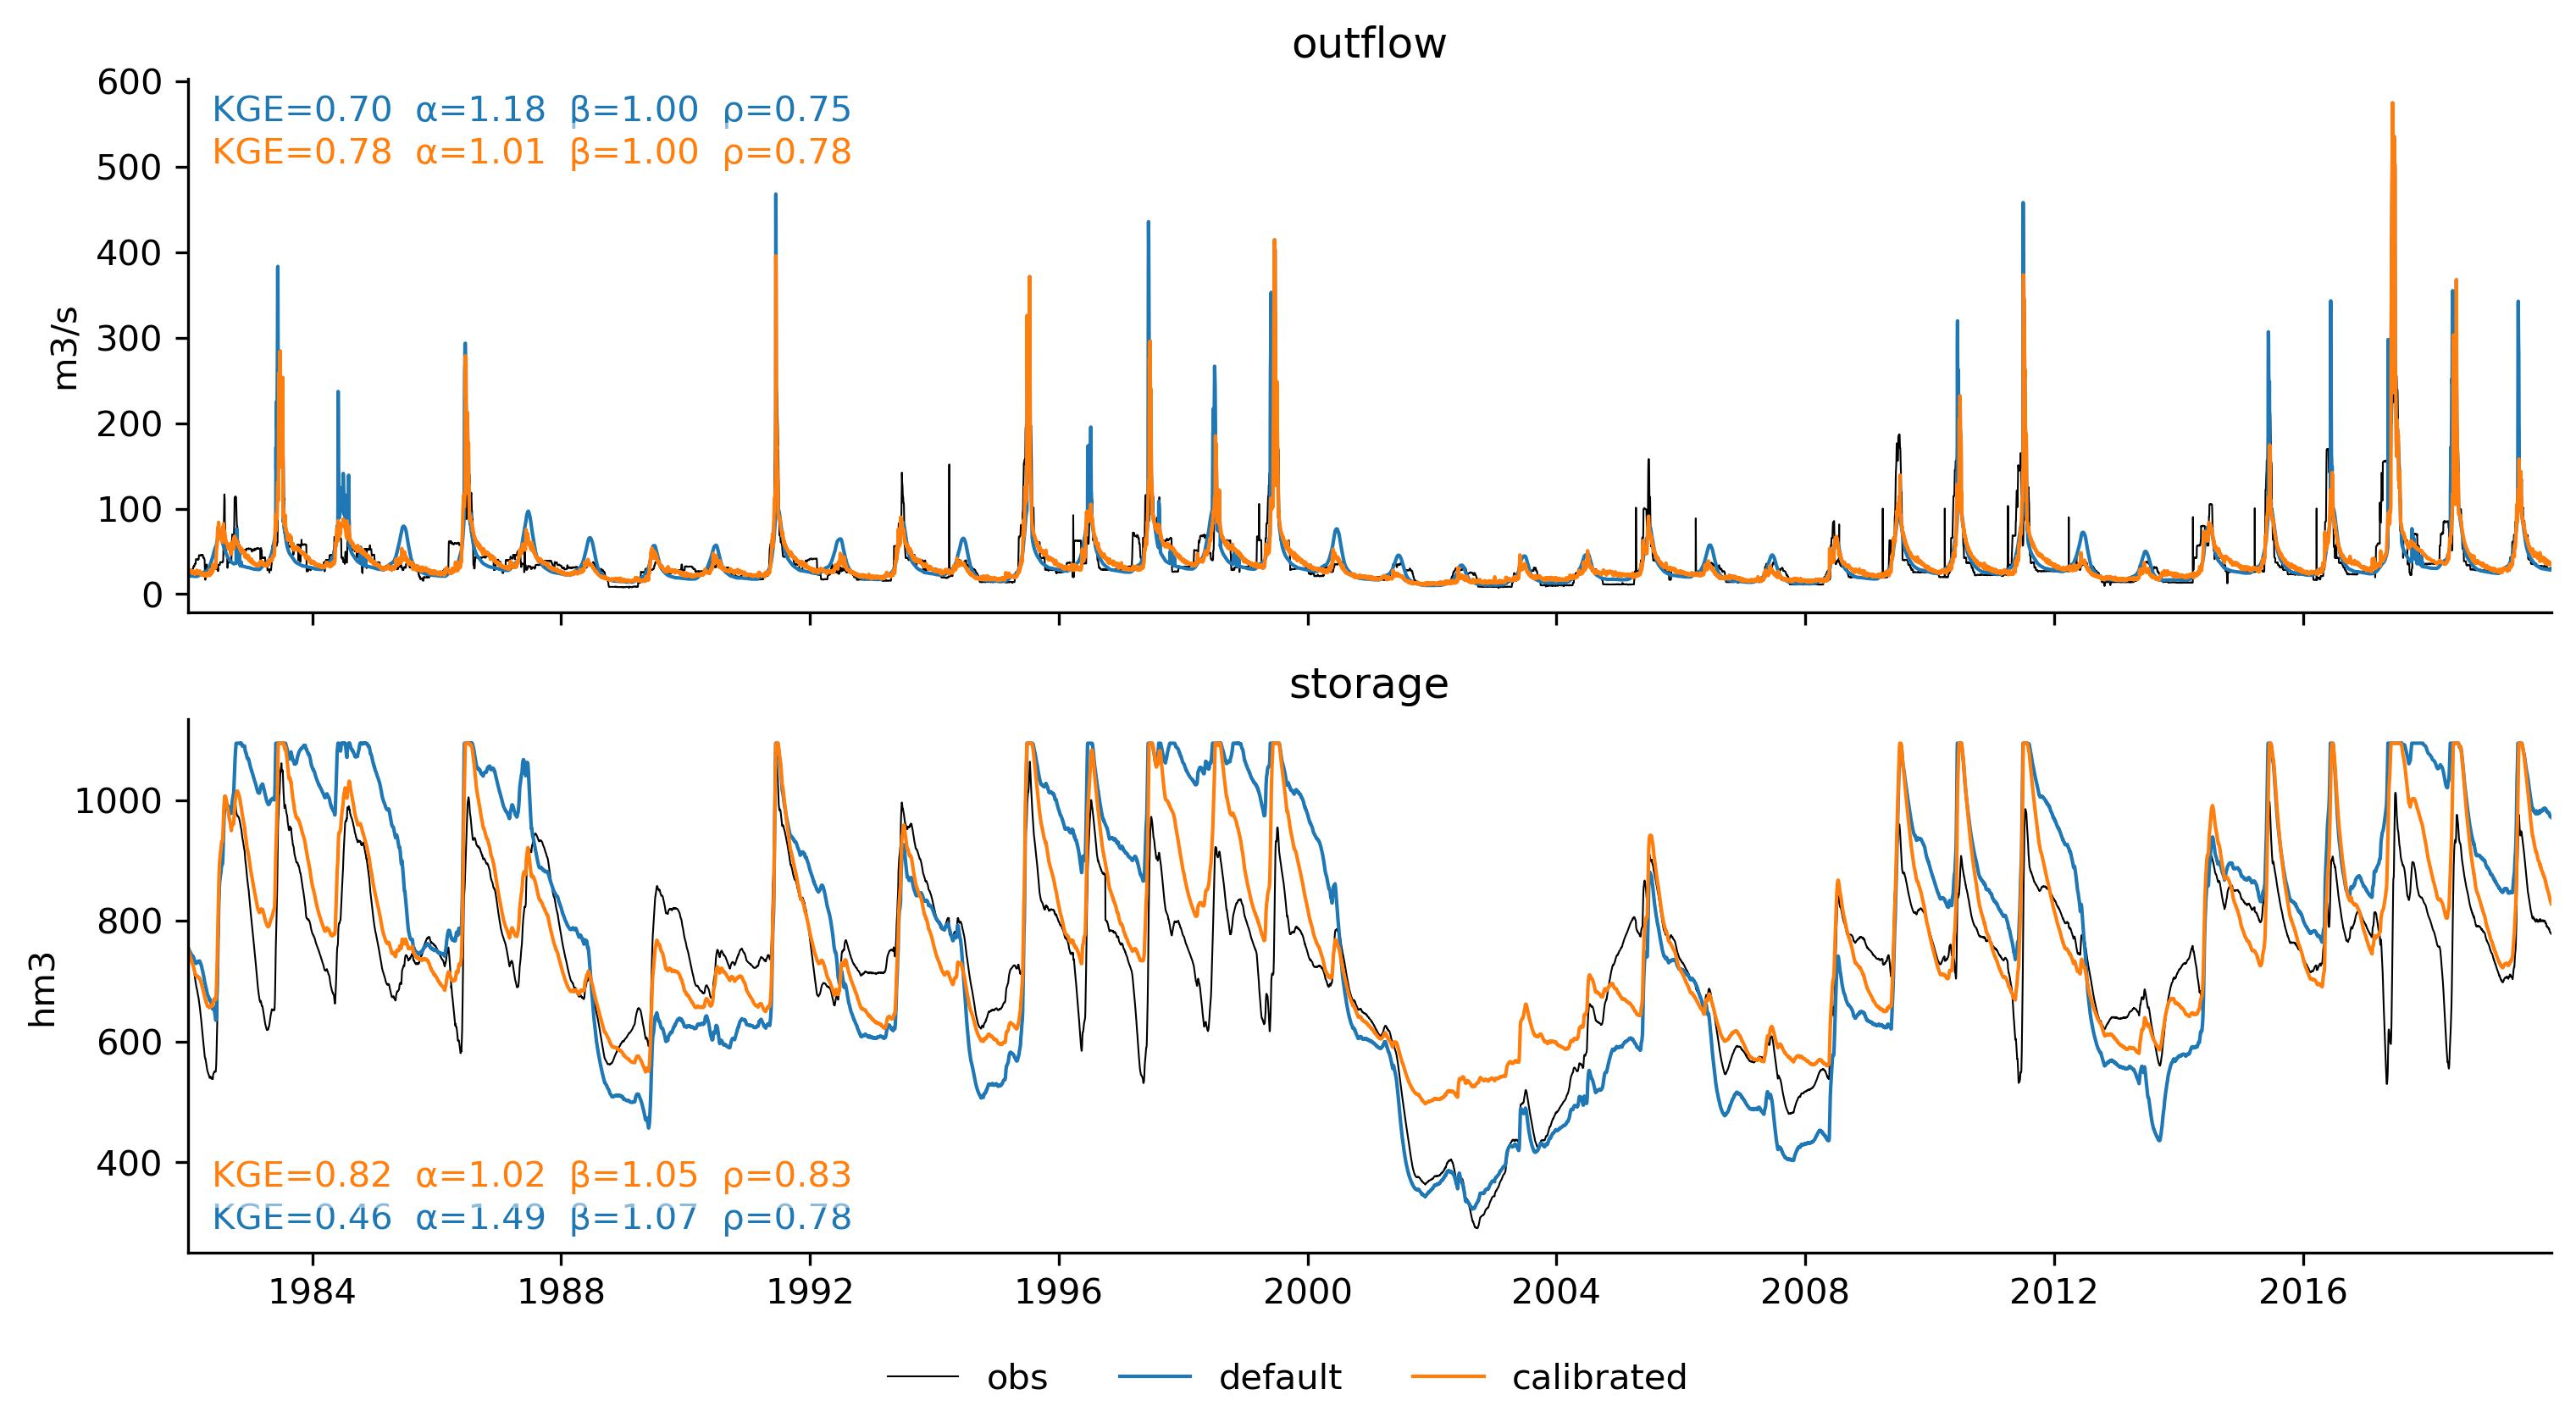 outflow
600
500
400
300
200
100
0
m3/s
KGE=0.70 α=1.18 β=1.00 ρ=0.75
KGE=0.78 α=1.01 β=1.00 ρ=0.78
storage
1000
800
600
400
hm3
KGE=0.82 α=1.02 β=1.05 ρ=0.83
KGE=0.46 α=1.49 β=1.07 ρ=0.78
1984 1988 1992 1996 2000 2004 2008 2012 2016
obs default calibrated